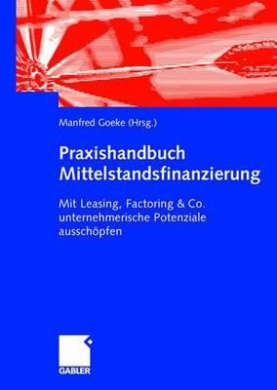 Manfred Goeke (Hrsg.)
Praxishandbuch
Mittelstandsfinanzierung
Mit Leasing, Factoring & Co.
unternehmerische Potenziale
ausschöpfen
GABLER